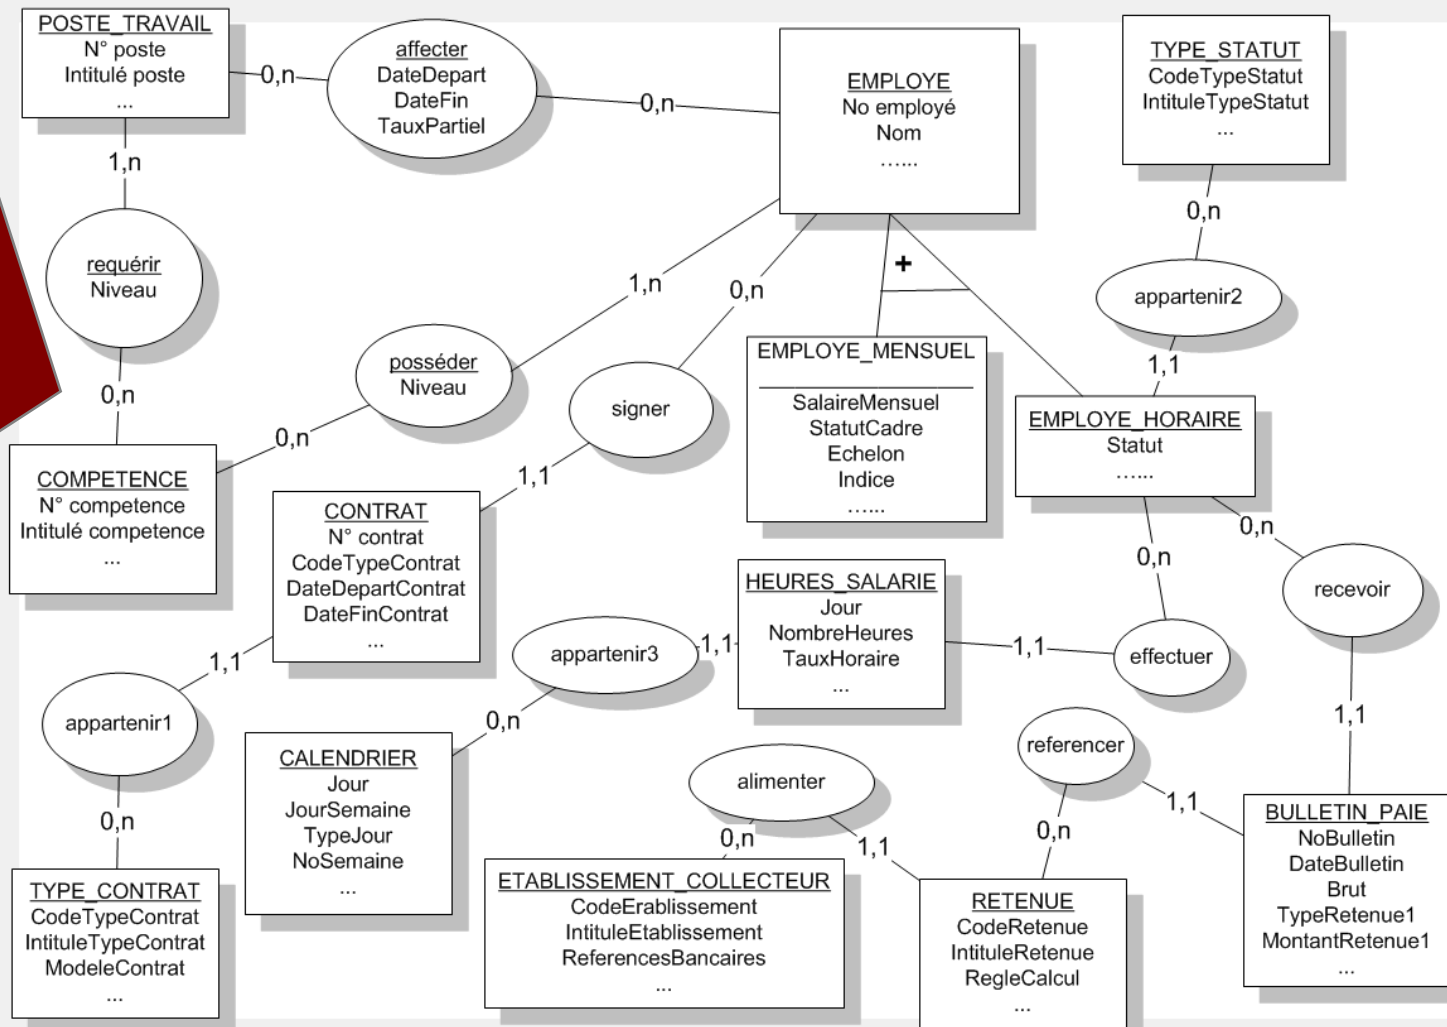 POSTE_TRAVAIL
N° poste
Intitulé poste
...
0,n
affecter
DateDepart
DateFin
TauxPartiel
0,n
EMPLOYE
No employé
Nom
…...
TYPE_STATUT
CodeTypeStatut
IntituleTypeStatut
...
1,n
requérir
Niveau
0,n
1,n
0,n
+
0,n
appartenir2
1,1
posséder
Niveau
0,n
signer
1,1
EMPLOYE_MENSUEL
SalaireMensuel
StatutCadre
Echelon
Indice
…...
EMPLOYE_HORAIRE
Statut
…...
COMPETENCE
N° competence
Intitulé competence
...
CONTRAT
N° contrat
CodeTypeContrat
DateDepartContrat
DateFinContrat
...
0,n
0,n
recevoir
HEURES_SALARIE
Jour
NombreHeures
TauxHoraire
...
1,1
effectuer
1,1
appartenir3
1,1
0,n
1,1
appartenir1
0,n
CALENDRIER
Jour
JourSemaine
TypeJour
NoSemaine
...
alimenter
0,n
1,1
referencer
0,n
1,1
TYPE_CONTRAT
CodeTypeContrat
IntituleTypeContrat
ModeleContrat
...
ETABLISSEMENT_COLLECTEUR
CodeErablissement
IntituleEtablissement
ReferencesBancaires
...
RETENUE
CodeRetenue
IntituleRetenue
RegleCalcul
...
BULLETIN_PAIE
NoBulletin
DateBulletin
Brut
TypeRetenue1
MontantRetenue1
...